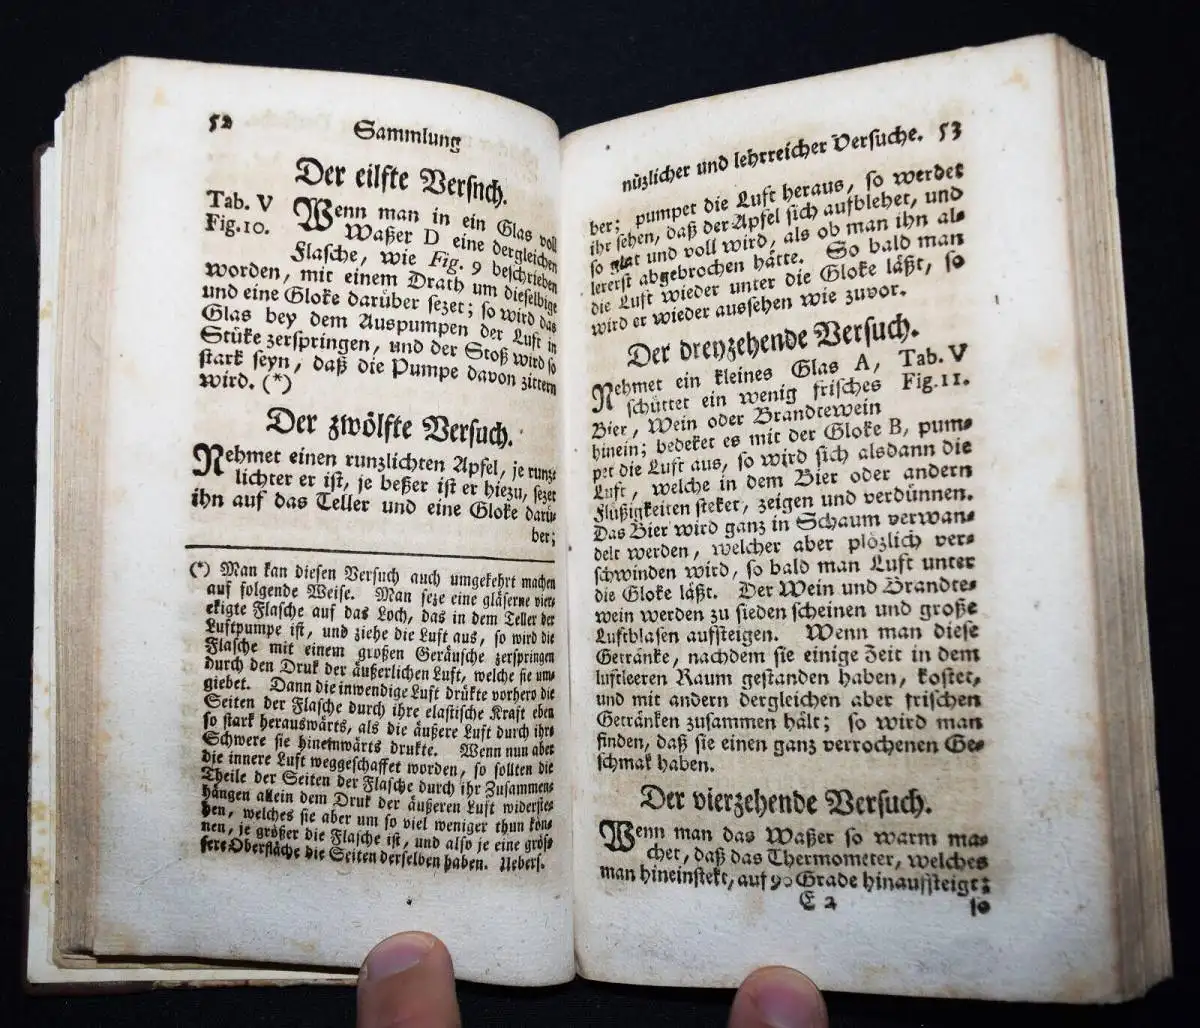 52
Sammlung
Der eilfte Versuch.
Tab. V
Fig. 10.
Wenn man in ein Glas voll
Waßer D eine dergleichen
Flasche, wie Fig. 9 beschrieben
worden, mit einem Drath um dieselbige
und eine Gloke darüber sezet; so wird das
Glas bey dem Auspumpen der Luft in
Stüke zerspringen, und der Stoß wird so
stark seyn, daß die Pumpe davon zittern
wird. (*)
Der zwölfte Versuch.
Nehmet einen runzlichten Apfel, je runz=
lichter er ist, je beßer ist er hiezu, sezet
ihn auf das Teller und eine Gloke darü=
ber;
(*) Man kan diesen Versuch auch umgekehrt machen
auf folgende Weise. Man seze eine gläserne vier=
ekigte Flasche auf das Loch, das in dem Teller der
Luftpumpe ist, und ziehe die Luft aus, so wird die
Flasche mit einem großen Geräusche zerspringen
durch den Druk der äußerlichen Luft, welche sie um=
giebet. Dann die inwendige Luft drükte vorhero die
Seiten der Flasche durch ihre elastische Kraft eben
so stark herauswärts, als die äußere Luft durch ihre
Schwere sie hineinwärts drukte. Wenn nun aber
die innere Luft weggeschaffet worden, so sollten die
Theile der Seiten der Flasche durch ihr Zusammen=
hängen allein dem Druk der äußeren Luft widerste=
hen, welches sie aber um so viel weniger thun kön=
nen, je größer die Flasche ist, und also je eine größ=
sere Oberfläche die Seiten derselben haben. Uebers.
nüzlicher und lehrreicher Versuche. 53
ber; pumpet die Luft heraus, so werdet
ihr sehen, daß der Apfel sich aufblehet, und
so glat und voll wird, als ob man ihn al=
lererst abgebrochen hätte. So bald man
die Luft wieder unter die Gloke läßt, so
wird er wieder aussehen wie zuvor.
Der dreyzehende Versuch.
Nehmet ein kleines Glas A,
schüttet ein wenig frisches
Tab. V
Fig. 11.
Bier, Wein oder Brandtewein
hinein; bedeket es mit der Gloke B, pum=
pet die Luft aus, so wird sich alsdann die
Luft, welche in dem Bier oder andern
Flüßigkeiten steket, zeigen und verdünnen.
Das Bier wird ganz in Schaum verwan=
delt werden, welcher aber plözlich ver=
schwinden wird, so bald man Luft unter
die Gloke läßt. Der Wein und Brandte=
wein werden zu sieden scheinen und große
Luftblasen aufsteigen. Wenn man diese
Getränke, nachdem sie einige Zeit in dem
luftleeren Raum gestanden haben, kostet,
und mit andern dergleichen aber frischen
Getränken zusammen hält; so wird man
finden, daß sie einen ganz verrochenen Ge=
schmak haben.
Der vierzehende Versuch.
Wenn man das Waßer so warm ma=
chet, daß das Thermometer, welches
man hineinstekt, auf 90 Grade hinaufsteigt;
E 2
so